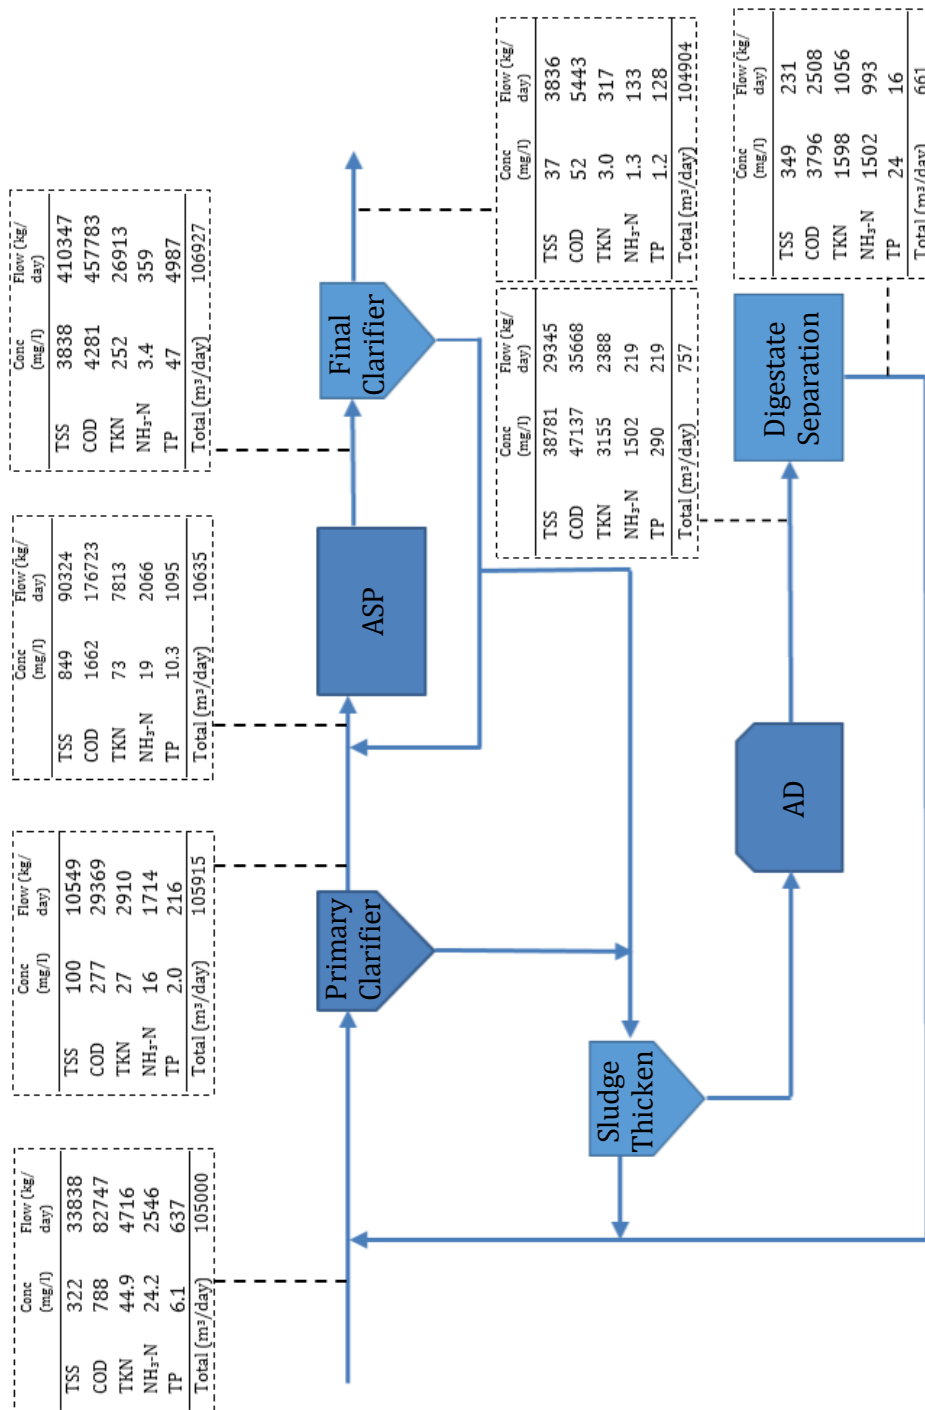 Conc (mg/l) Flow (kg/ day)
TSS 322 33838
COD 788 82747
TKN 44.9 4716
NH₃-N 24.2 2546
TP 6.1 637
Total (m³/day) 105000
Conc (mg/l) Flow (kg/ day)
TSS 100 10549
COD 277 29369
TKN 27 2910
NH₃-N 16 1714
TP 2.0 216
Total (m³/day) 105915
Conc (mg/l) Flow (kg/ day)
TSS 849 90324
COD 1662 176723
TKN 73 7813
NH₃-N 19 2066
TP 10.3 1095
Total (m³/day) 10635
Conc (mg/l) Flow (kg/ day)
TSS 3838 410347
COD 4281 457783
TKN 252 26913
NH₃-N 3.4 359
TP 47 4987
Total (m³/day) 106927
Primary
Clarifier
ASP
Final
Clarifier
Sludge
Thicken
AD
Digestate
Separation
Conc (mg/l) Flow (kg/ day)
TSS 38781 29345
COD 47137 35668
TKN 3155 2388
NH₃-N 1502 219
TP 290 219
Total (m³/day) 757
Conc (mg/l) Flow (kg/ day)
TSS 37 3836
COD 52 5443
TKN 3.0 317
NH₃-N 1.3 133
TP 1.2 128
Total (m³/day) 104904
Conc (mg/l) Flow (kg/ day)
TSS 349 231
COD 3796 2508
TKN 1598 1056
NH₃-N 1502 993
TP 24 16
Total (m³/day) 661